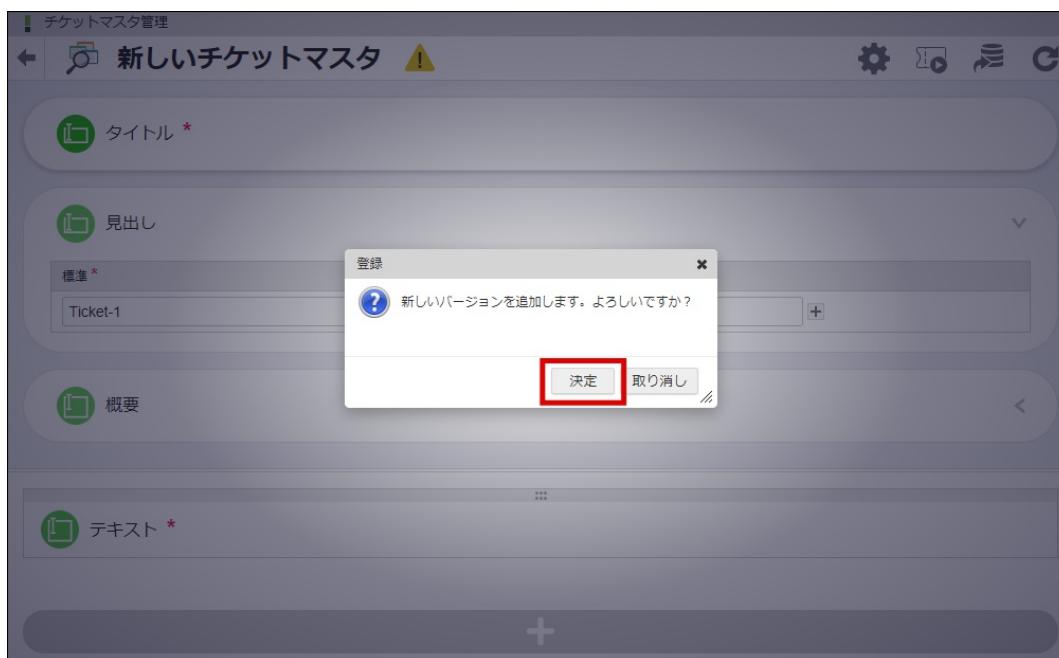 チケットマスタ管理
新しいチケットマスタ
タイトル *
見出し
標準 *
Ticket-1
登録
新しいバージョンを追加します。よろしいですか？
決定
取り消し
概要
テキスト *